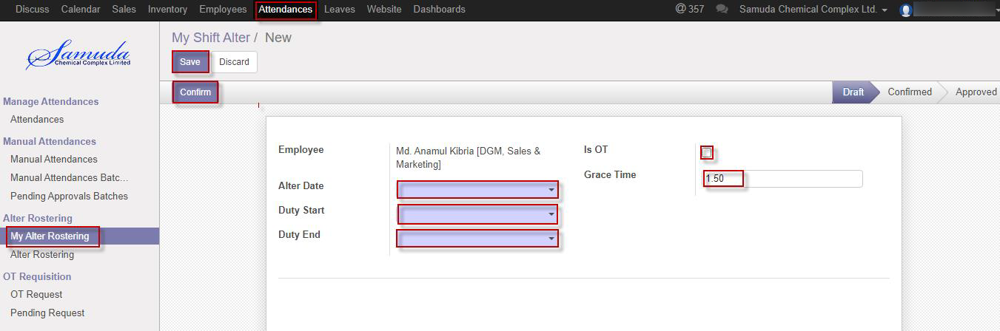 Discuss Calendar Sales Inventory Employees Attendances Leaves Website Dashboards @ 357 Samuda Chemical Complex Ltd.
Samuda
Chemical Complex Limited
My Shift Alter / New
Save Discard
Confirm Draft Confirmed Approved
Manage Attendances
Attendances
Manual Attendances
Manual Attendances
Manual Attendances Batc...
Pending Approvals Batches
Alter Rostering
My Alter Rostering
Alter Rostering
OT Requisition
OT Request
Pending Request
Employee Md. Anamul Kibria [DGM, Sales &
Marketing]
Alter Date
Duty Start
Duty End
Is OT
Grace Time 1.50